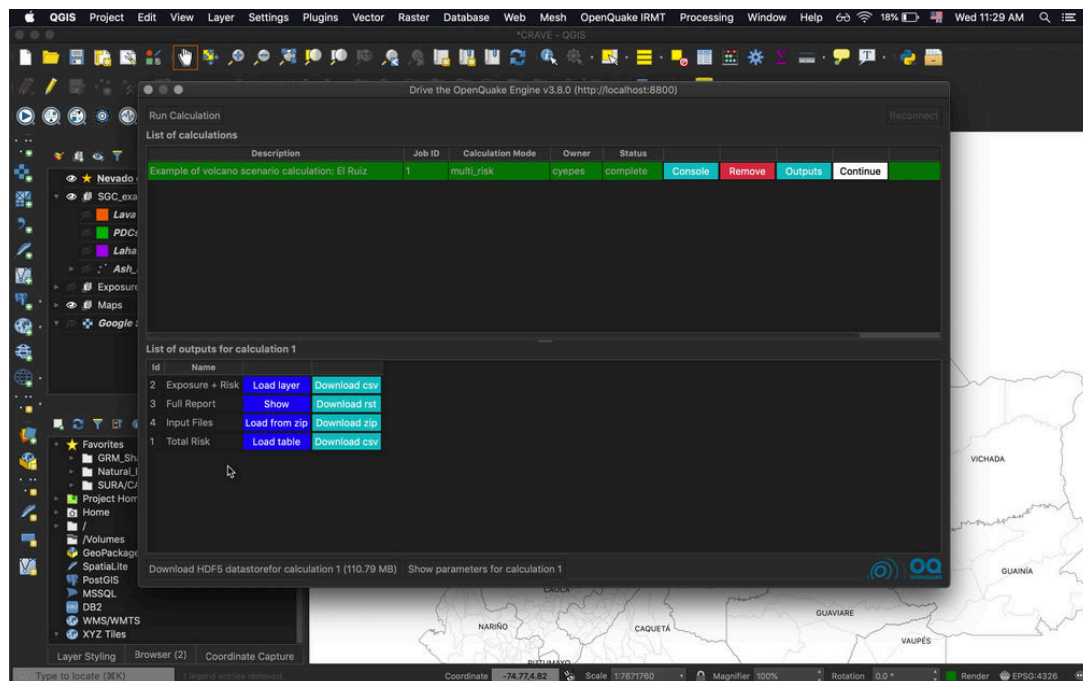 QGIS Project Edit View Layer Settings Plugins Vector Raster Database Web Mesh OpenQuake IRMT Processing Window Help 18% Wed 11:29 AM
*CRAVE - QGIS
Drive the OpenQuake Engine v3.8.0 (http://localhost:8800)
Run Calculation Reconnect
List of calculations
Description Job ID Calculation Mode Owner Status
Example of volcano scenario calculation: El Ruiz 1 multi_risk cyepes complete Console Remove Outputs Continue
Nevado
SGC_exa
Lava
PDCs
Laha
Ash_
Exposure
Maps
Google
List of outputs for calculation 1
Id Name
2 Exposure + Risk Load layer Download csv
3 Full Report Show Download rst
4 Input Files Load from zip Download zip
1 Total Risk Load table Download csv
Favorites
GRM_Sh
Natural_
SURA/CA
Project Hom
Home
/
/Volumes
GeoPackage
SpatiaLite
PostGIS
MSSQL
DB2
WMS/WMTS
XYZ Tiles
Download HDF5 datastorefor calculation 1 (110.79 MB) Show parameters for calculation 1
OQ
OPENQUAKE
VICHADA
GUAINÍA
CAUCA
GUAVIARE
NARIÑO
CAQUETÁ
VAUPÉS
PUTUMAYO
Layer Styling Browser (2) Coordinate Capture
Type to locate (⌘K) 1 legend entries removed. Coordinate -74.77,4.82 Scale 1:7671760 Magnifier 100% Rotation 0.0 ° Render EPSG:4326